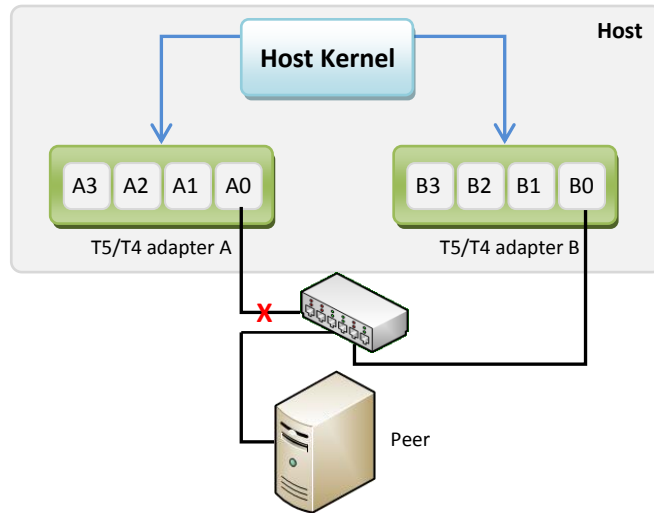 Host
Host Kernel
A3 A2 A1 A0
B3 B2 B1 B0
T5/T4 adapter A
T5/T4 adapter B
X
Peer